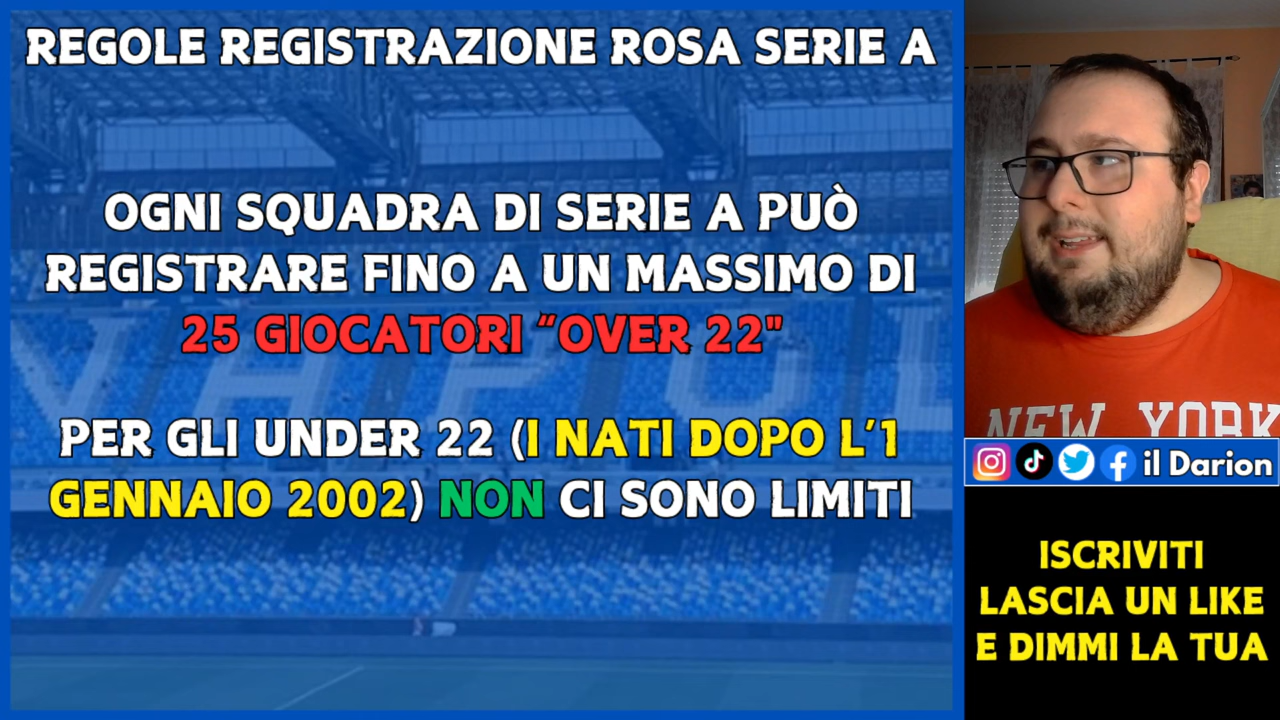 REGOLE REGISTRAZIONE ROSA SERIE A
OGNI SQUADRA DI SERIE A PUÒ
REGISTRARE FINO A UN MASSIMO DI
25 GIOCATORI “OVER 22"
PER GLI UNDER 22 (I NATI DOPO L’1
GENNAIO 2002) NON CI SONO LIMITI
NAPOLI
NEW YORK
il Darion
ISCRIVITI
LASCIA UN LIKE
E DIMMI LA TUA